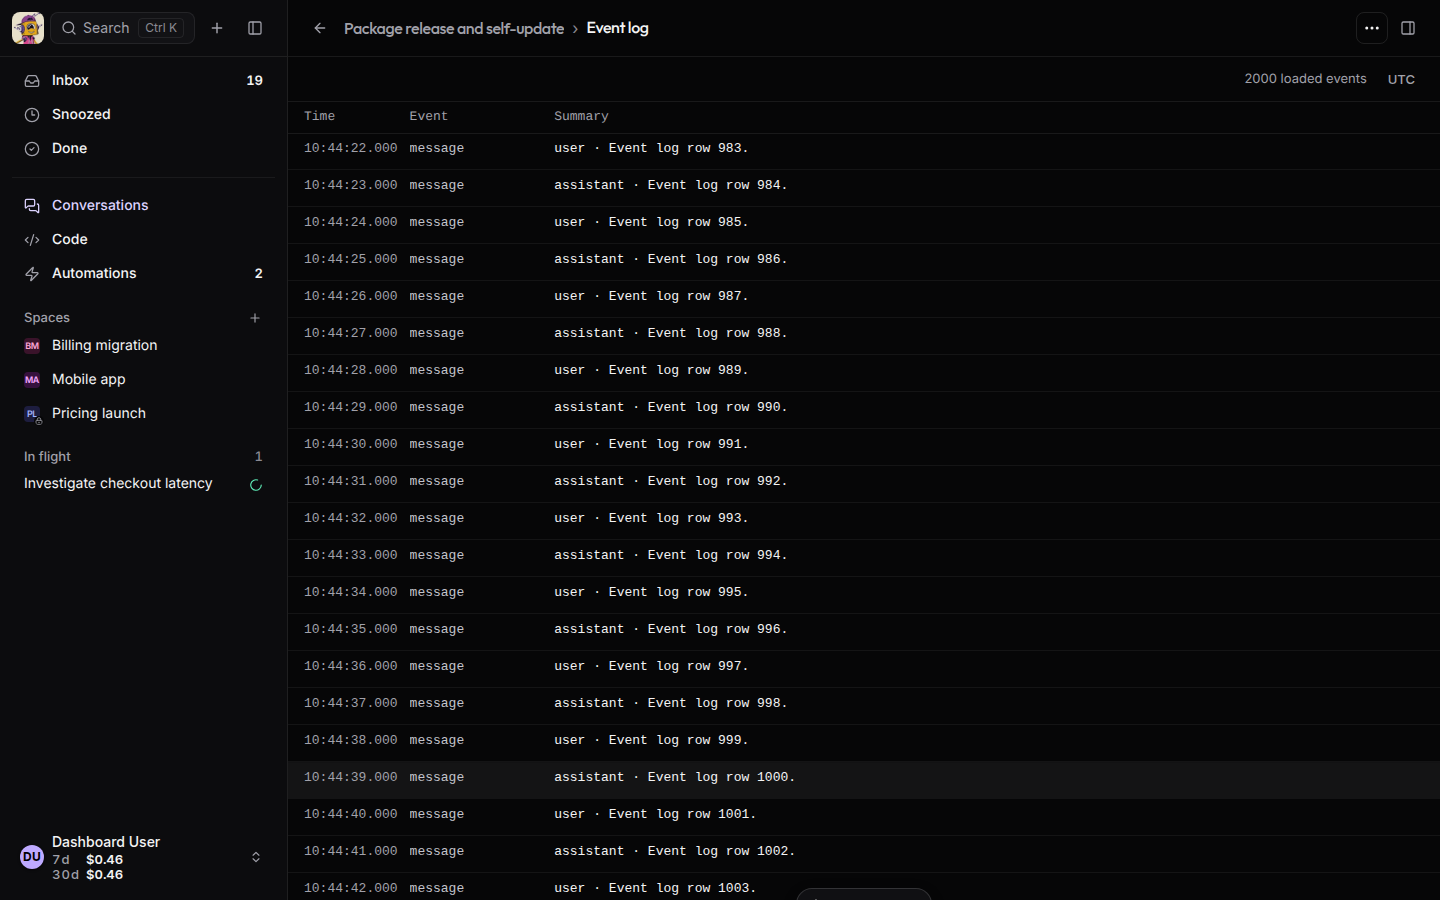 Search Ctrl K
Package release and self-update › Event log
Inbox 19
Snoozed
Done
Conversations
Code
Automations 2
Spaces
BM Billing migration
MA Mobile app
PL Pricing launch
In flight 1
Investigate checkout latency
DU Dashboard User
7d $0.46
30d $0.46
2000 loaded events UTC
Time Event Summary
10:44:22.000 message user · Event log row 983.
10:44:23.000 message assistant · Event log row 984.
10:44:24.000 message user · Event log row 985.
10:44:25.000 message assistant · Event log row 986.
10:44:26.000 message user · Event log row 987.
10:44:27.000 message assistant · Event log row 988.
10:44:28.000 message user · Event log row 989.
10:44:29.000 message assistant · Event log row 990.
10:44:30.000 message user · Event log row 991.
10:44:31.000 message assistant · Event log row 992.
10:44:32.000 message user · Event log row 993.
10:44:33.000 message assistant · Event log row 994.
10:44:34.000 message user · Event log row 995.
10:44:35.000 message assistant · Event log row 996.
10:44:36.000 message user · Event log row 997.
10:44:37.000 message assistant · Event log row 998.
10:44:38.000 message user · Event log row 999.
10:44:39.000 message assistant · Event log row 1000.
10:44:40.000 message user · Event log row 1001.
10:44:41.000 message assistant · Event log row 1002.
10:44:42.000 message user · Event log row 1003.